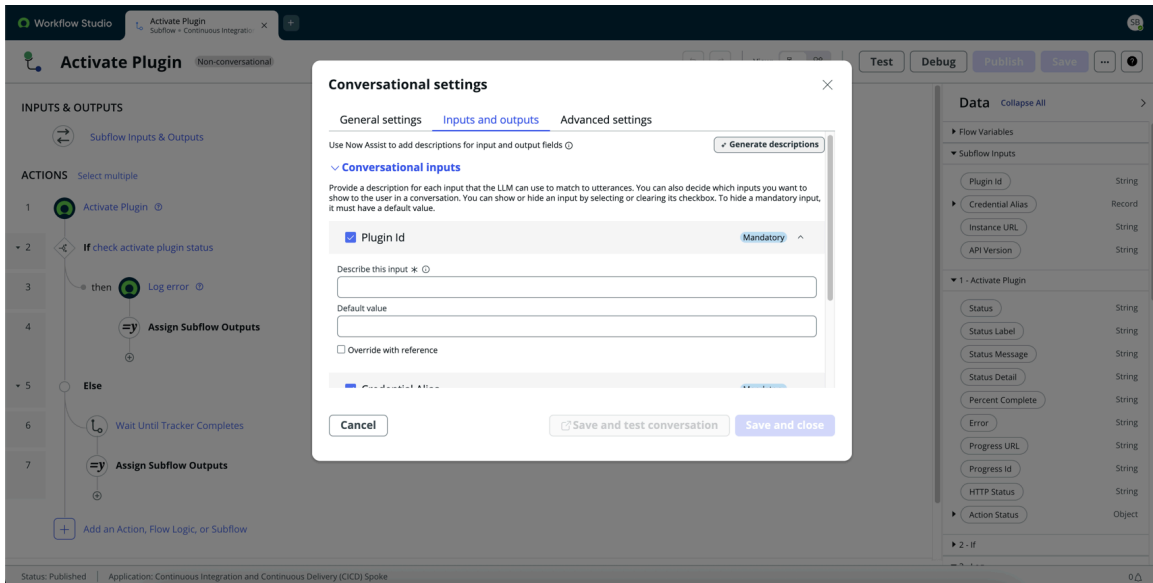 Workflow Studio
Activate Plugin
Subflow • Continuous Integratio
SB
Activate Plugin
Non-conversational
Test
Debug
Publish
Save
INPUTS & OUTPUTS
Subflow Inputs & Outputs
ACTIONS Select multiple
1 Activate Plugin
2 If check activate plugin status
3 then Log error
4 Assign Subflow Outputs
5 Else
6 Wait Until Tracker Completes
7 Assign Subflow Outputs
Add an Action, Flow Logic, or Subflow
Conversational settings
General settings
Inputs and outputs
Advanced settings
Use Now Assist to add descriptions for input and output fields
Generate descriptions
Conversational inputs
Provide a description for each input that the LLM can use to match to utterances. You can also decide which inputs you want to
show to the user in a conversation. You can show or hide an input by selecting or clearing its checkbox. To hide a mandatory input,
it must have a default value.
Plugin Id
Mandatory
Describe this input *
Default value
Override with reference
Cancel
Save and test conversation
Save and close
Data Collapse All
Flow Variables
Subflow Inputs
Plugin Id String
Credential Alias Record
Instance URL String
API Version String
1 - Activate Plugin
Status String
Status Label String
Status Message String
Status Detail String
Percent Complete String
Error String
Progress URL String
Progress Id String
HTTP Status String
Action Status Object
2 - If
Status: Published
Application: Continuous Integration and Continuous Delivery (CICD) Spoke
0